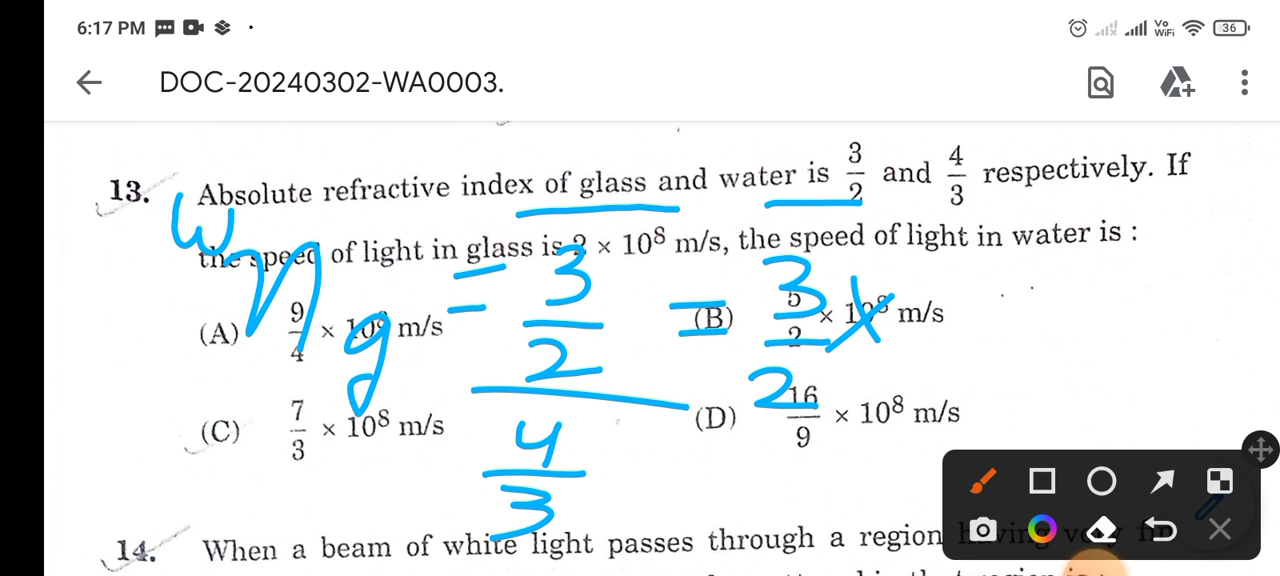 6:17 PM
Vo WiFi 36
DOC-20240302-WA0003.
13. Absolute refractive index of glass and water is 3/2 and 4/3 respectively. If
the speed of light in glass is 2 × 10⁸ m/s, the speed of light in water is :
(A) 9/4 × 10⁸ m/s (B) 5/2 × 10⁸ m/s
(C) 7/3 × 10⁸ m/s (D) 16/9 × 10⁸ m/s
w η g = 3/2 / 4/3 = 3/2 ×
14. When a beam of white light passes through a region